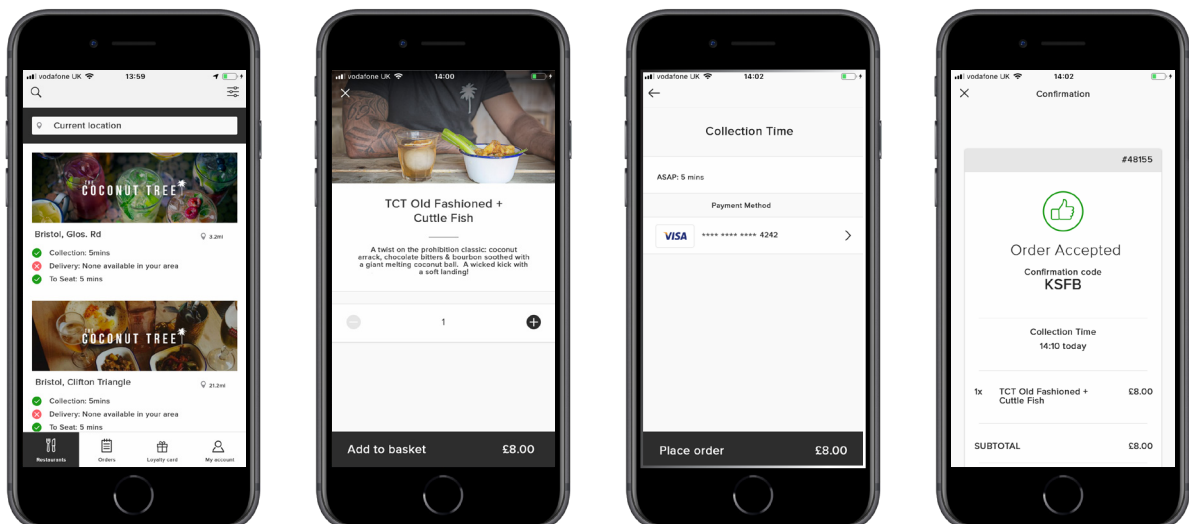 vodafone UK 13:59
Current location
THE
COCONUT TREE
Bristol, Glos. Rd 3.2mi
Collection: 5mins
Delivery: None available in your area
To Seat: 5 mins
THE
COCONUT TREE
Bristol, Clifton Triangle 21.2mi
Collection: 5mins
Delivery: None available in your area
To Seat: 5 mins
Restaurants Orders Loyalty card My account
vodafone UK 14:00
TCT Old Fashioned +
Cuttle Fish
A twist on the prohibition classic: coconut
arrack, chocolate bitters & bourbon soothed with
a giant melting coconut ball. A wicked kick with
a soft landing!
1
Add to basket £8.00
vodafone UK 14:02
Collection Time
ASAP: 5 mins
Payment Method
VISA **** **** **** 4242
Place order £8.00
vodafone UK 14:02
Confirmation
#48155
Order Accepted
Confirmation code
KSFB
Collection Time
14:10 today
1x TCT Old Fashioned + £8.00
Cuttle Fish
SUBTOTAL £8.00